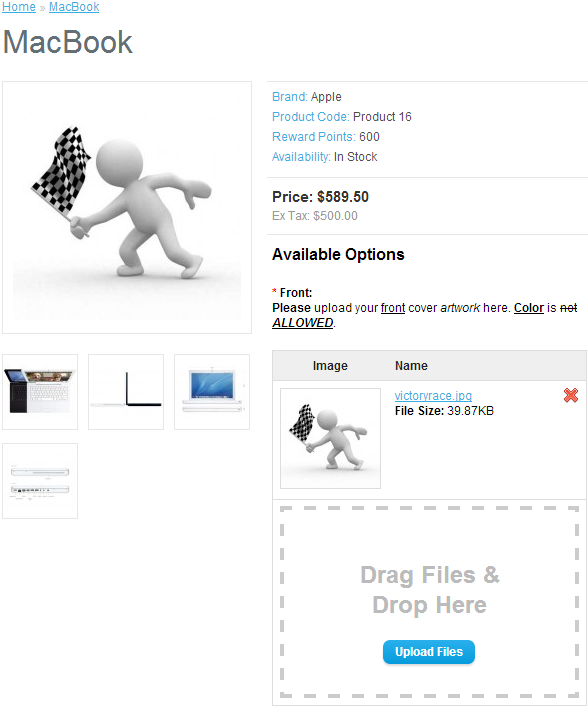 Home » MacBook
MacBook
Brand: Apple
Product Code: Product 16
Reward Points: 600
Availability: In Stock
Price: $589.50
Ex Tax: $500.00
Available Options
* Front:
Please upload your front cover artwork here. Color is not
ALLOWED.
Image Name
victoryrace.jpg
File Size: 39.87KB
Drag Files &
Drop Here
Upload Files